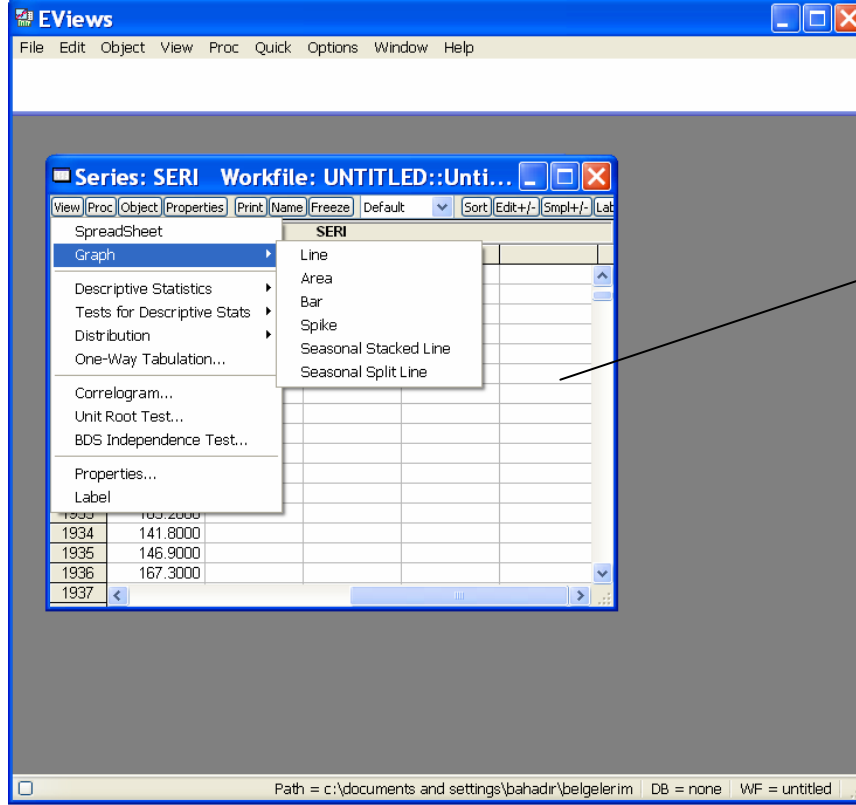 EViews
File Edit Object View Proc Quick Options Window Help
Series: SERI Workfile: UNTITLED::Unti...
View Proc Object Properties Print Name Freeze Default Sort Edit+/- Smpl+/- Lab
SERI
SpreadSheet
Graph
Descriptive Statistics
Tests for Descriptive Stats
Distribution
One-Way Tabulation...
Correlogram...
Unit Root Test...
BDS Independence Test...
Properties...
Label
Line
Area
Bar
Spike
Seasonal Stacked Line
Seasonal Split Line
1934 141.8000
1935 146.9000
1936 167.3000
1937
Path = c:\documents and settings\bahadır\belgelerim DB = none WF = untitled